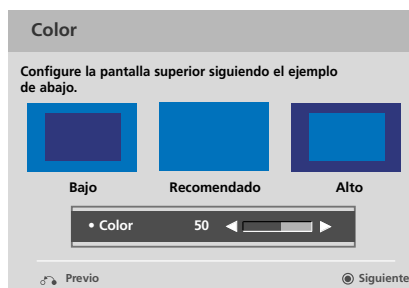 Color
Configure la pantalla superior siguiendo el ejemplo
de abajo.
Bajo Recomendado Alto
• Color 50
Previo Siguiente